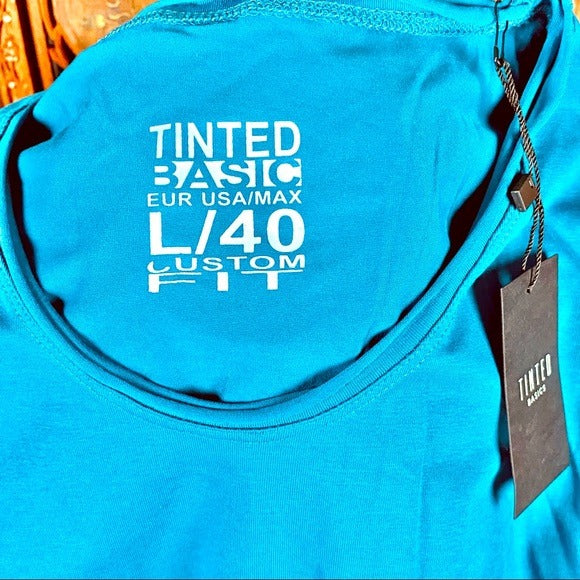 TINTED
BASIC
EUR USA/MAX
L/40
CUSTOM
FIT
TINTED
BASICS